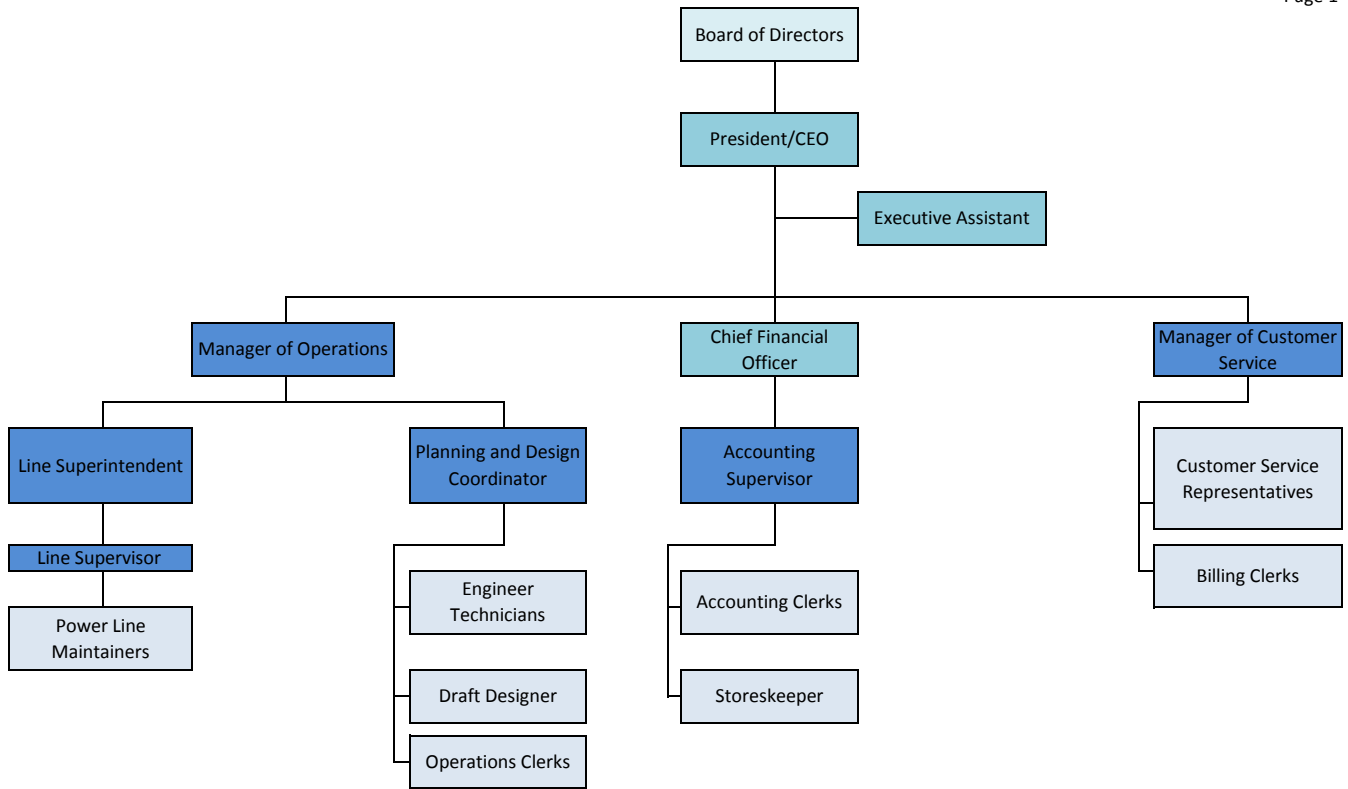 Page 1
Board of Directors
President/CEO
Executive Assistant
Manager of Operations
Chief Financial
Officer
Manager of Customer
Service
Line Superintendent
Planning and Design
Coordinator
Accounting
Supervisor
Customer Service
Representatives
Line Supervisor
Billing Clerks
Engineer
Technicians
Accounting Clerks
Power Line
Maintainers
Draft Designer
Storeskeeper
Operations Clerks